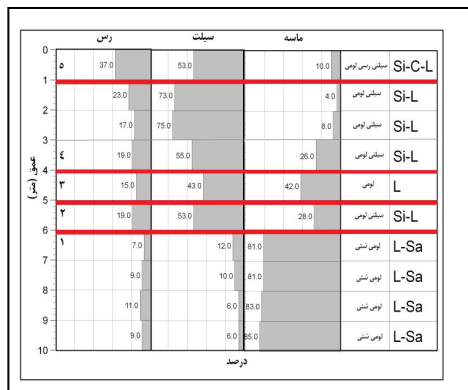 رس سیلت ماسه
0
۵ 37.0 53.0 10.0 سیلتی رسی لومی Si-C-L
1
23.0 73.0 4.0 سیلتی لومی Si-L
2
17.0 75.0 8.0 سیلتی لومی Si-L
3
٤ 19.0 55.0 26.0 سیلتی لومی Si-L
4
۳ 15.0 43.0 42.0 لومی L
5
۲ 19.0 53.0 28.0 سیلتی لومی Si-L
6
۱ 7.0 12.0 81.0 لومی شنی L-Sa
7
9.0 10.0 81.0 لومی شنی L-Sa
8
11.0 6.0 83.0 لومی شنی L-Sa
9
9.0 6.0 85.0 لومی شنی L-Sa
10
عمق (متر)
درصد